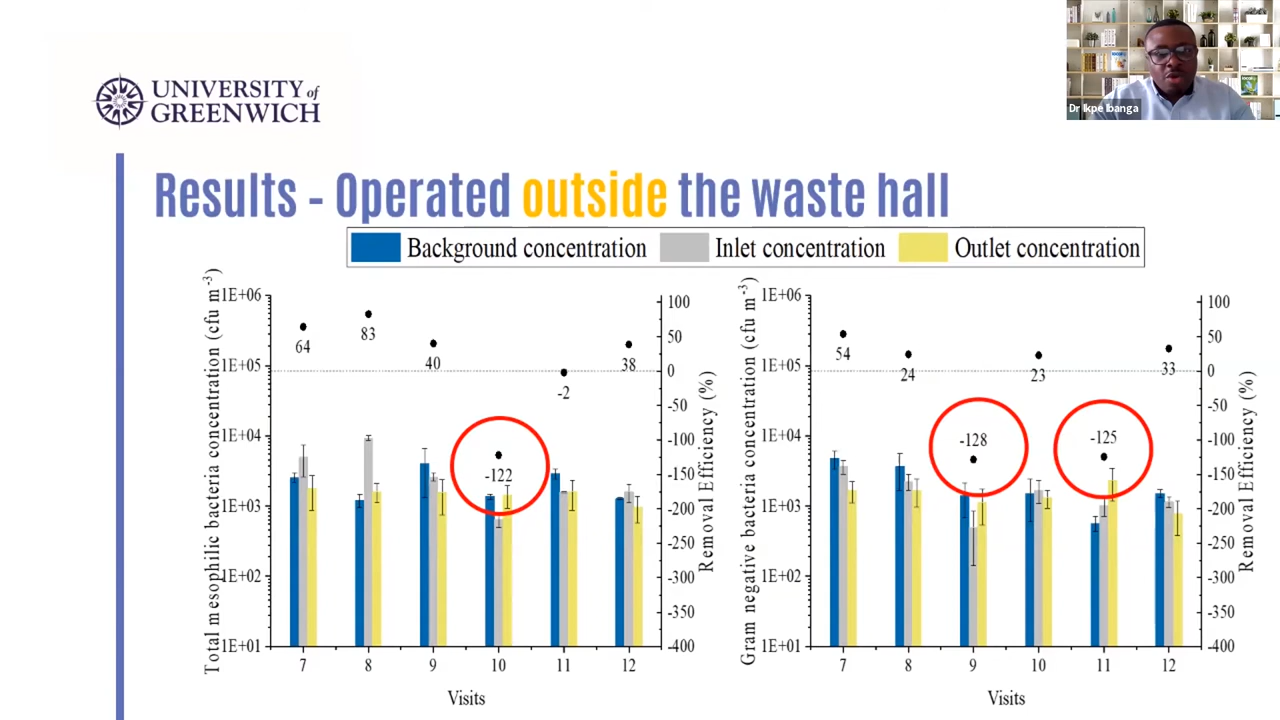 UNIVERSITY of
GREENWICH
Dr Ikpe Ibanga
Results - Operated outside the waste hall
Background concentration Inlet concentration Outlet concentration
Total mesophilic bacteria concentration (cfu m-3)
1E+06
1E+05
1E+04
1E+03
1E+02
1E+01
64
83
40
-122
-2
38
100
50
0
-50
-100
-150
-200
-250
-300
-350
-400
Removal Efficiency (%)
7 8 9 10 11 12
Visits
Gram negative bacteria concentration (cfu m-3)
1E+06
1E+05
1E+04
1E+03
1E+02
1E+01
54
24
-128
23
-125
33
100
50
0
-50
-100
-150
-200
-250
-300
-350
-400
Removal Efficiency (%)
7 8 9 10 11 12
Visits